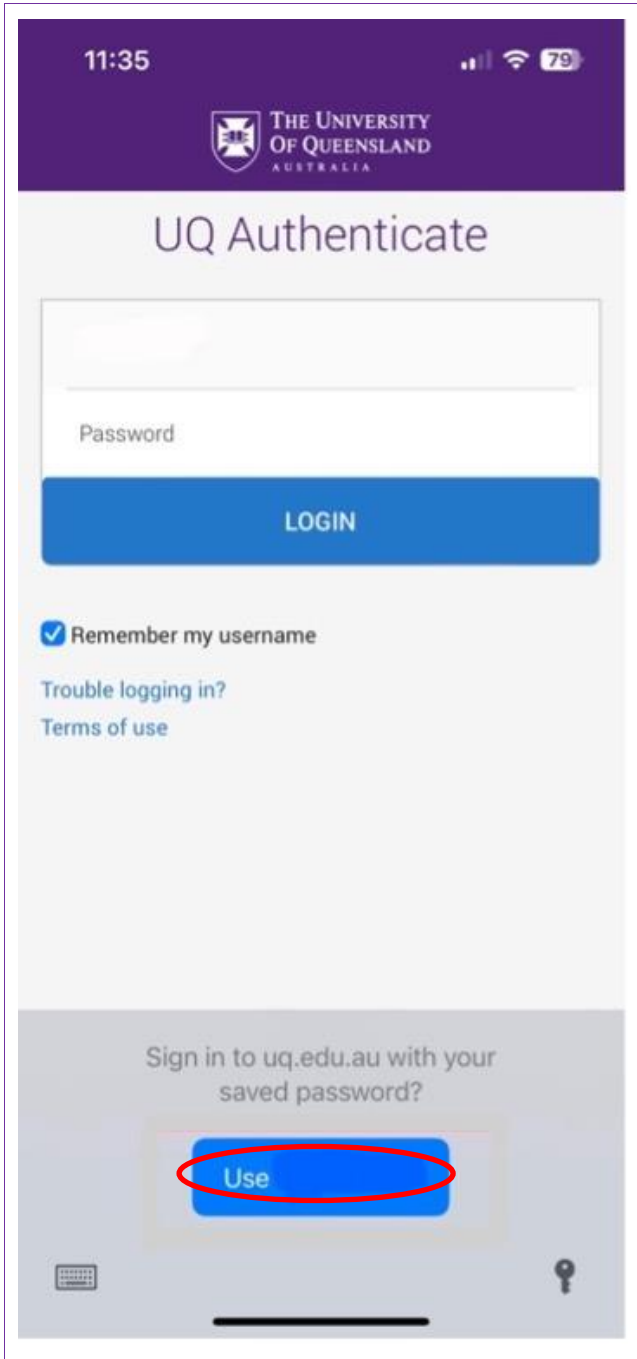 11:35
79
THE UNIVERSITY
OF QUEENSLAND
AUSTRALIA
UQ Authenticate
Password
LOGIN
Remember my username
Trouble logging in?
Terms of use
Sign in to uq.edu.au with your
saved password?
Use